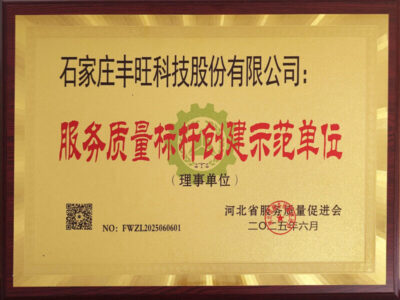 石家庄丰旺科技股份有限公司：
服务质量标杆创建示范单位
（理事单位）
河北省服务质量促进会
NO：FWZL2025060601
二〇二五年六月